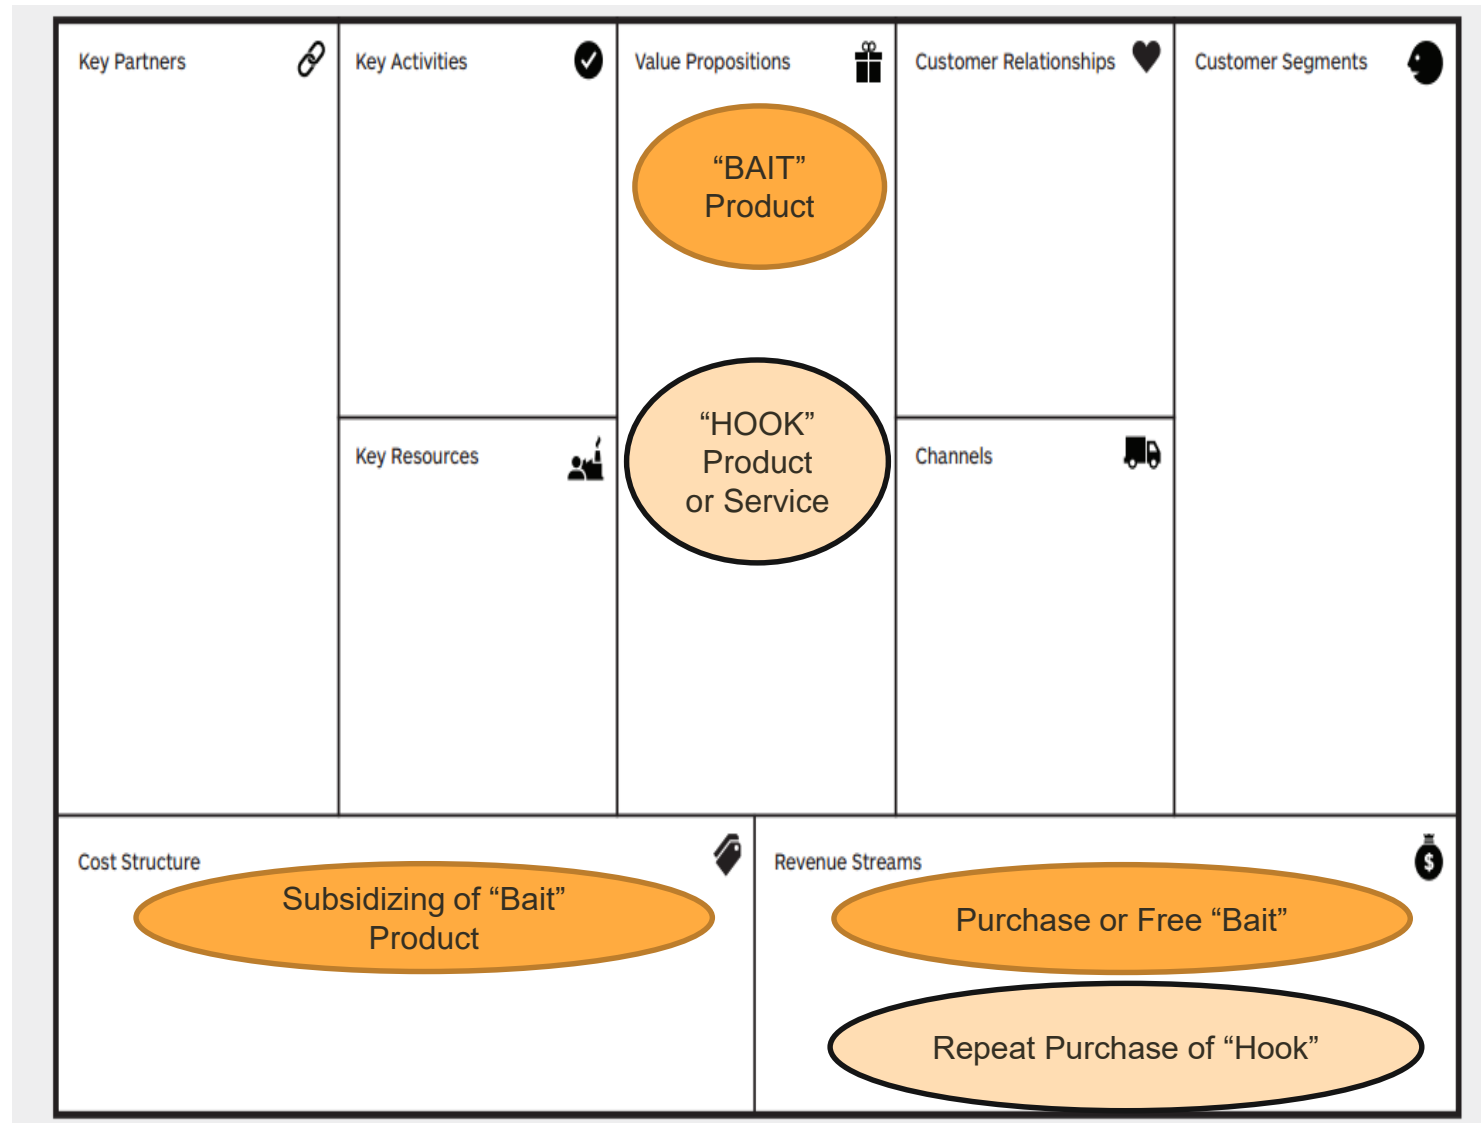 Key Partners
Key Activities
Value Propositions
Customer Relationships
Customer Segments
“BAIT”
Product
“HOOK”
Product
or Service
Key Resources
Channels
Cost Structure
Subsidizing of “Bait”
Product
Revenue Streams
$
Purchase or Free “Bait”
Repeat Purchase of “Hook”